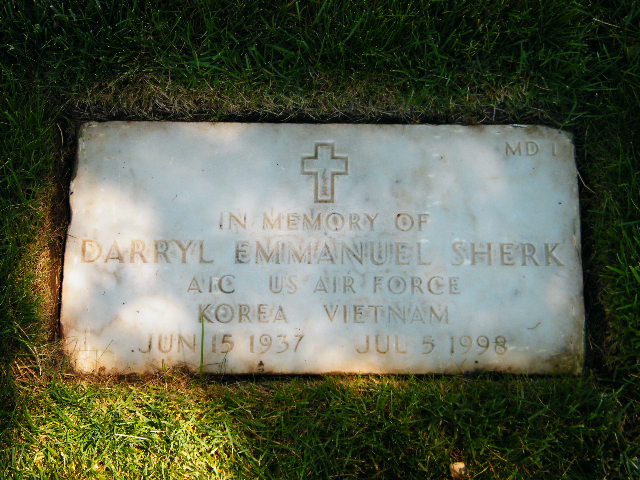 MD 1
IN MEMORY OF
DARRYL EMMANUEL SHERK
A1C US AIR FORCE
KOREA VIETNAM
JUN 15 1937 JUL 5 1998